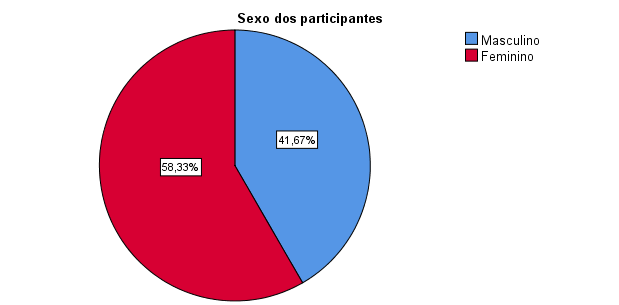 Sexo dos participantes
Masculino
Feminino
41,67%
58,33%